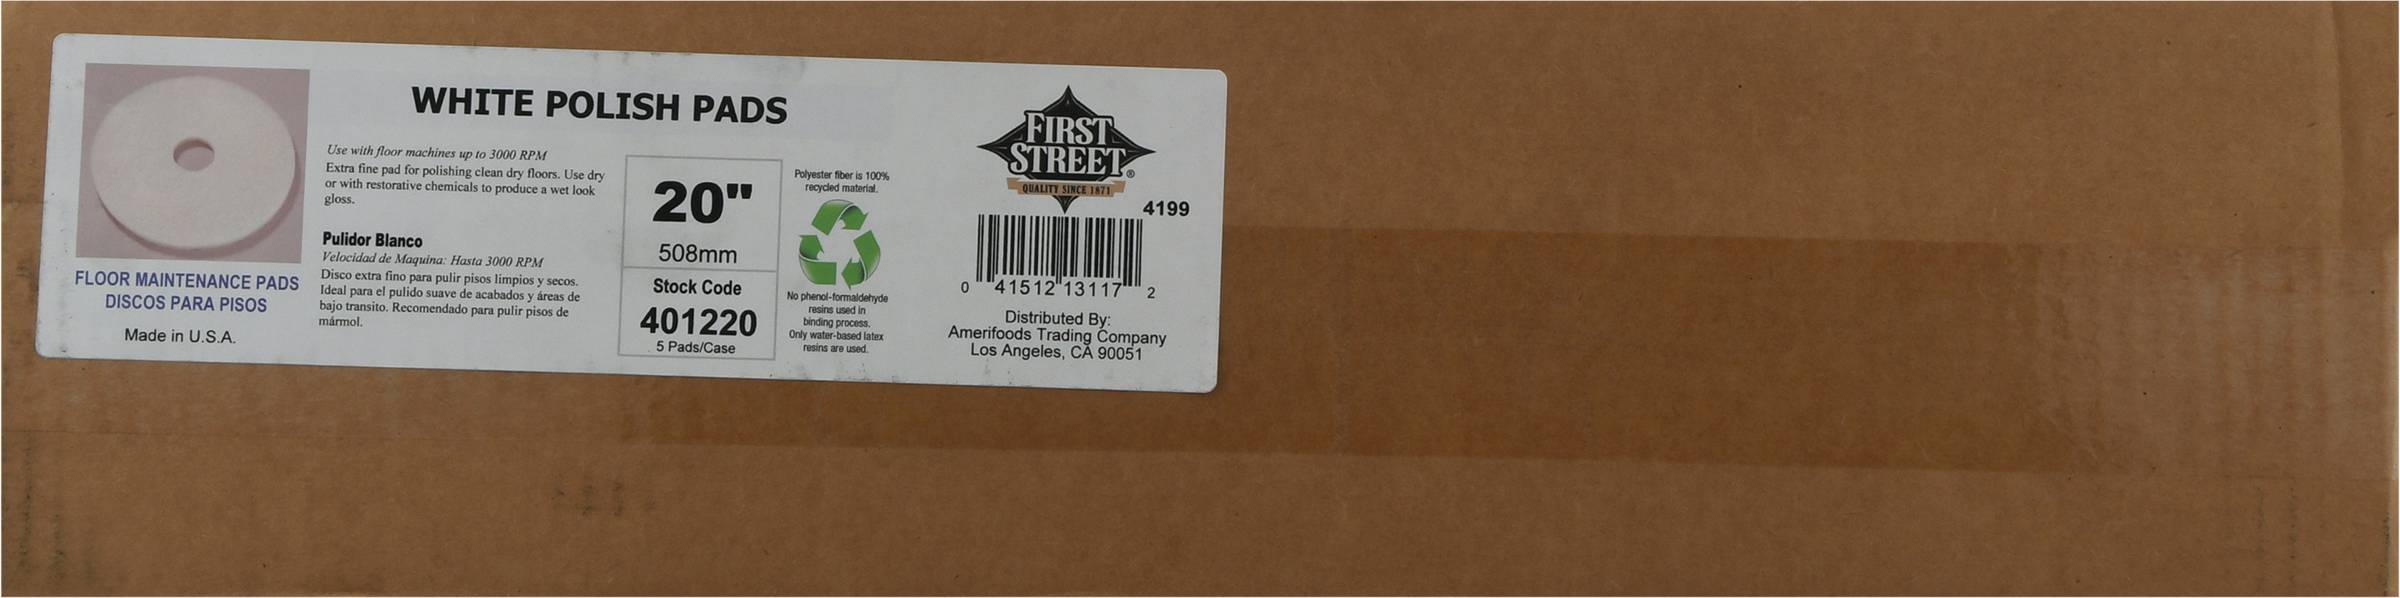 WHITE POLISH PADS
Use with floor machines up to 3000 RPM
Extra fine pad for polishing clean dry floors. Use dry
or with restorative chemicals to produce a wet look
gloss.
Pulidor Blanco
Velocidad de Maquina: Hasta 3000 RPM
Disco extra fino para pulir pisos limpios y secos.
Ideal para el pulido suave de acabados y áreas de
bajo transito. Recomendado para pulir pisos de
mármol.
FLOOR MAINTENANCE PADS
DISCOS PARA PISOS
Made in U.S.A.
20"
508mm
Stock Code
401220
5 Pads/Case
Polyester fiber is 100%
recycled material.
No phenol-formaldehyde
resins used in
binding process.
Only water-based latex
resins are used.
FIRST
STREET®
QUALITY SINCE 1871
4199
0 41512 13117 2
Distributed By:
Amerifoods Trading Company
Los Angeles, CA 90051